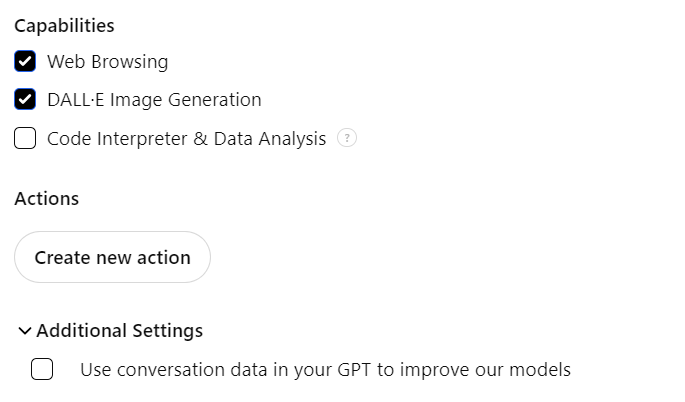 Capabilities
Web Browsing
DALL·E Image Generation
Code Interpreter & Data Analysis ?
Actions
Create new action
Additional Settings
Use conversation data in your GPT to improve our models